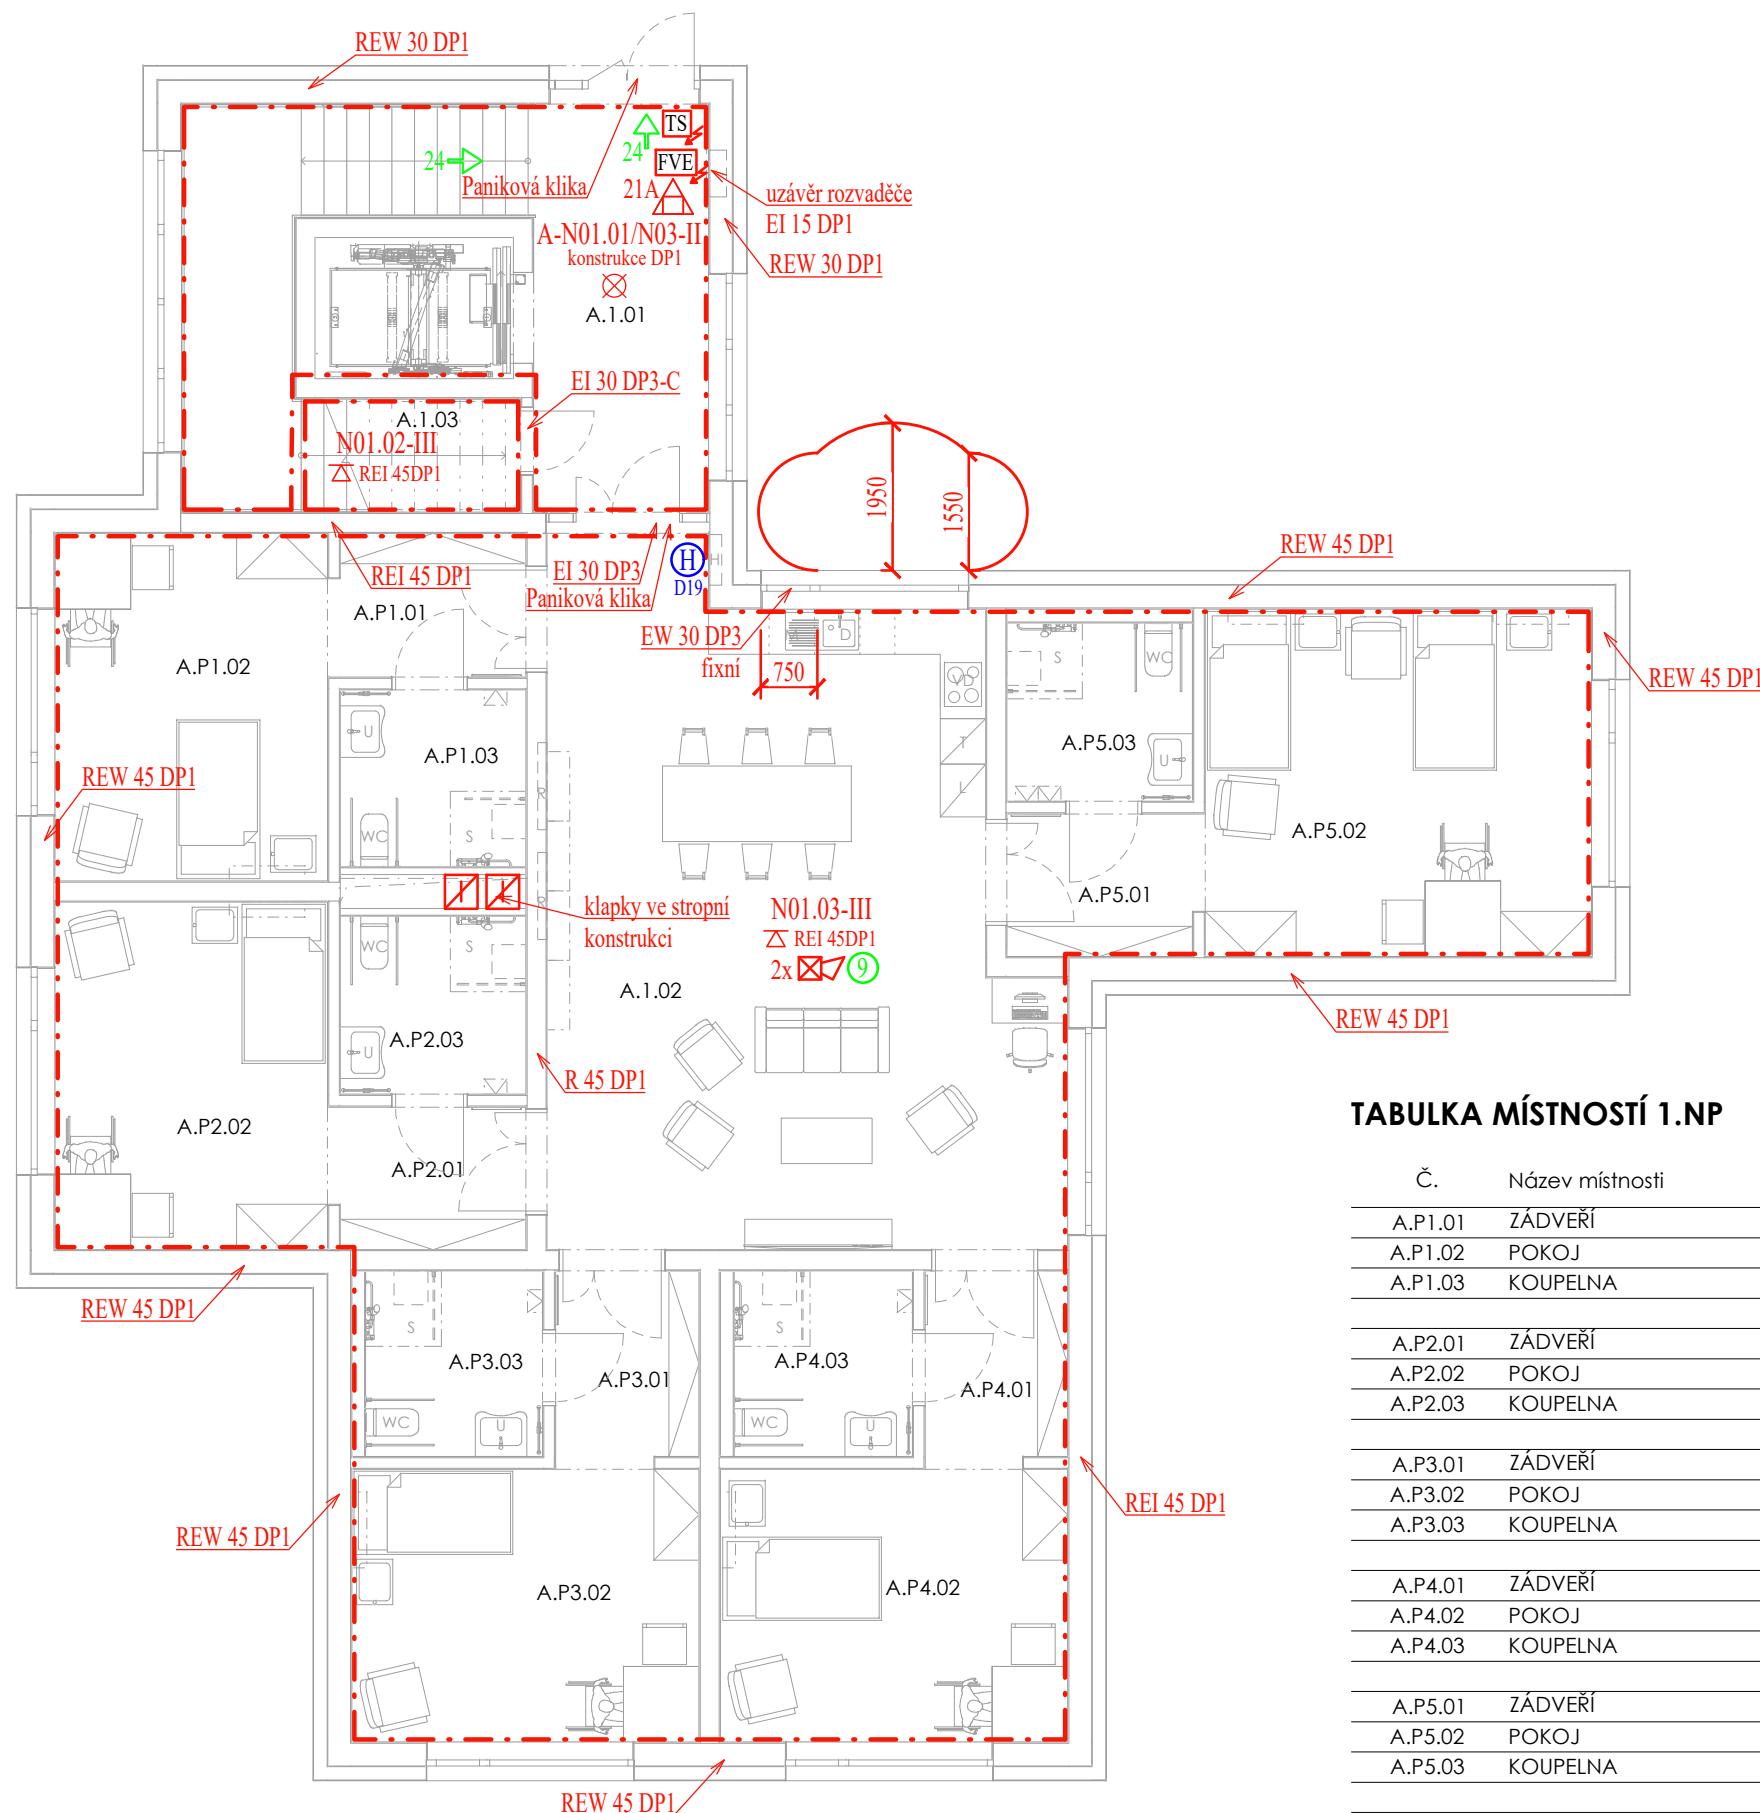 REW 30 DP1
TS
24
24
FVE
Paniková klika
21A
uzávěr rozvaděče
EI 15 DP1
A-N01.01/N03-II
konstrukce DP1
REW 30 DP1
A.1.01
EI 30 DP3-C
A.1.03
N01.02-III
REI 45DP1
1950
1550
REW 45 DP1
REI 45 DP1
EI 30 DP3
Paniková klika
H
D19
H
A.P1.01
EW 30 DP3
fixní
750
D
S
WC
A.P1.02
REW 45 DP1
VD
U
A.P1.03
T
A.P5.03
U
REW 45 DP1
L
R
WC
S
A.P5.02
A.P5.01
klapky ve stropní
konstrukci
N01.03-III
REI 45DP1
2x
9
WC
S
A.1.02
REW 45 DP1
A.P2.03
U
R 45 DP1
A.P2.02
A.P2.01
REW 45 DP1
S
S
A.P3.03
A.P3.01
A.P4.03
A.P4.01
WC
U
WC
U
REI 45 DP1
REW 45 DP1
A.P3.02
A.P4.02
REW 45 DP1
TABULKA MÍSTNOSTÍ 1.NP
Č. Název místnosti
A.P1.01 ZÁDVEŘÍ
A.P1.02 POKOJ
A.P1.03 KOUPELNA
A.P2.01 ZÁDVEŘÍ
A.P2.02 POKOJ
A.P2.03 KOUPELNA
A.P3.01 ZÁDVEŘÍ
A.P3.02 POKOJ
A.P3.03 KOUPELNA
A.P4.01 ZÁDVEŘÍ
A.P4.02 POKOJ
A.P4.03 KOUPELNA
A.P5.01 ZÁDVEŘÍ
A.P5.02 POKOJ
A.P5.03 KOUPELNA